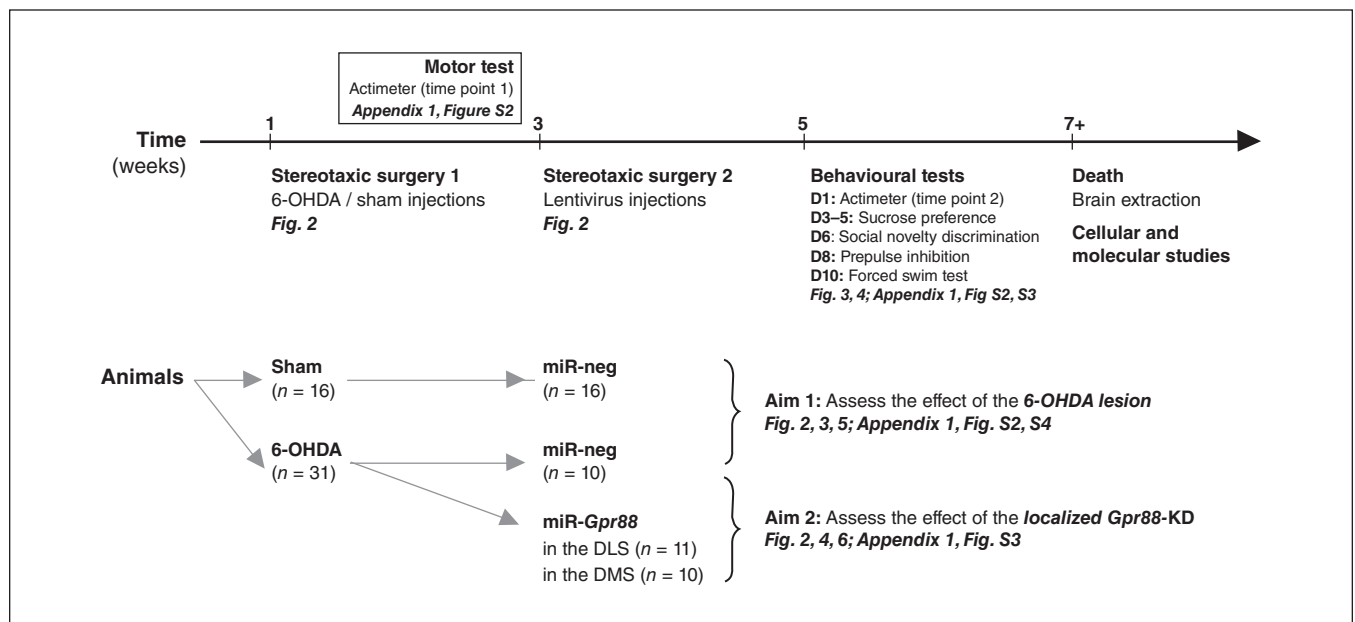 Motor test
Actimeter (time point 1)
Appendix 1, Figure S2
1
3
5
7+
Time
(weeks)
Stereotaxic surgery 1
6-OHDA / sham injections
Fig. 2
Stereotaxic surgery 2
Lentivirus injections
Fig. 2
Behavioural tests
D1: Actimeter (time point 2)
D3–5: Sucrose preference
D6: Social novelty discrimination
D8: Prepulse inhibition
D10: Forced swim test
Fig. 3, 4; Appendix 1, Fig S2, S3
Death
Brain extraction
Cellular and
molecular studies
Animals
Sham
(n = 16)
miR-neg
(n = 16)
6-OHDA
(n = 31)
miR-neg
(n = 10)
miR-Gpr88
in the DLS (n = 11)
in the DMS (n = 10)
Aim 1: Assess the effect of the 6-OHDA lesion
Fig. 2, 3, 5; Appendix 1, Fig. S2, S4
Aim 2: Assess the effect of the localized Gpr88-KD
Fig. 2, 4, 6; Appendix 1, Fig. S3